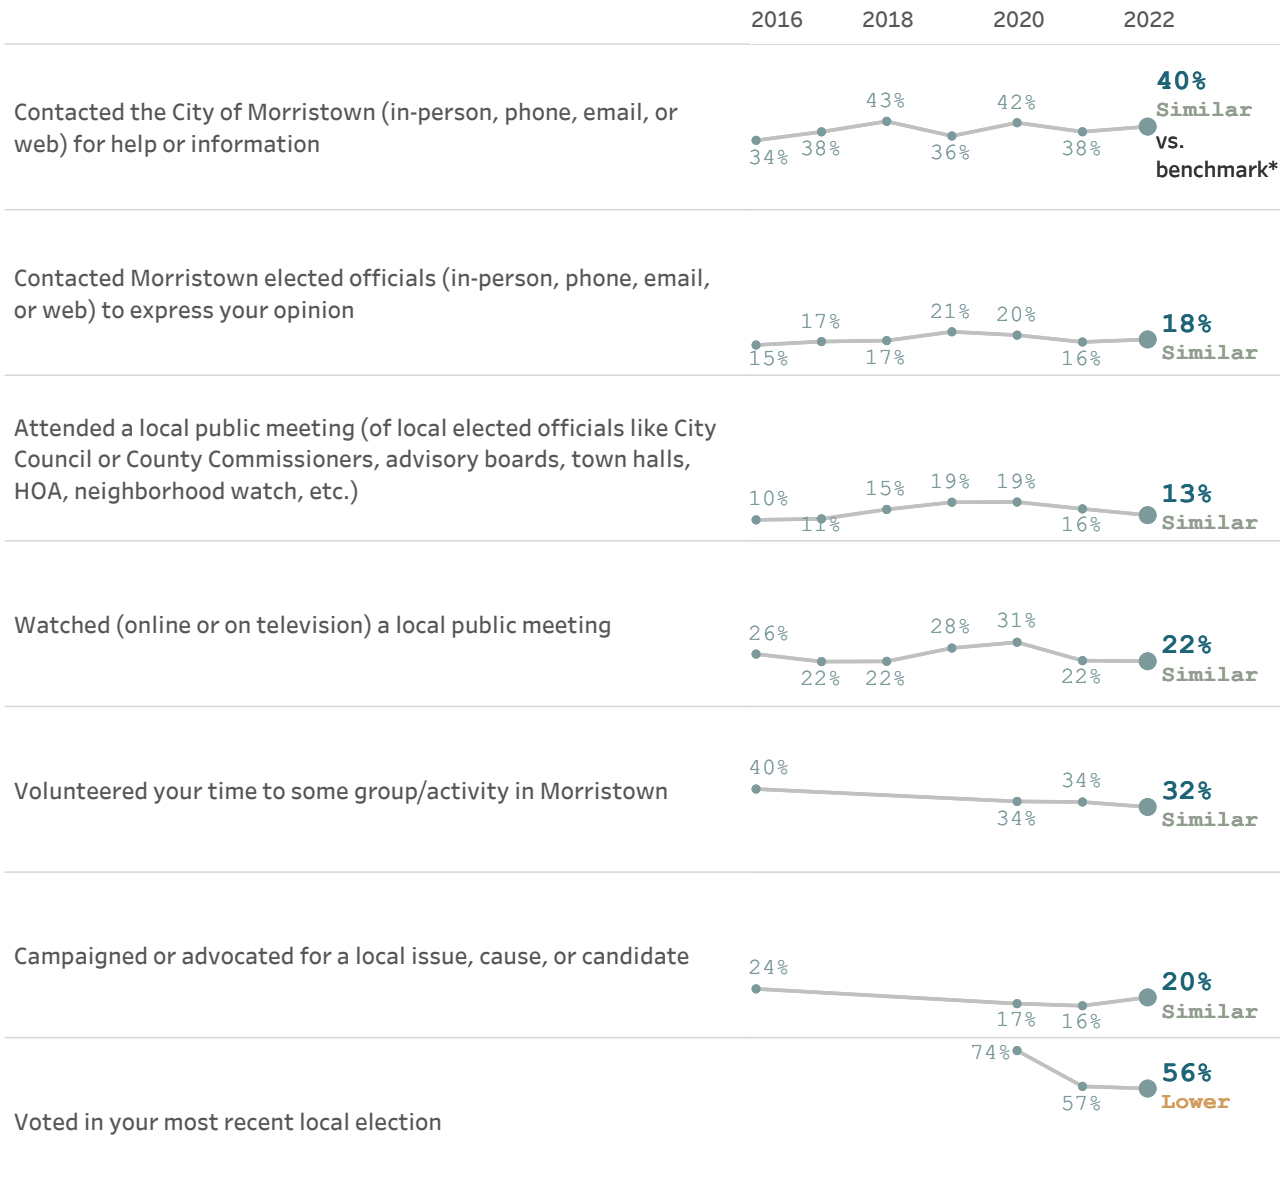 2016 2018 2020 2022
Contacted the City of Morristown (in-person, phone, email, or
web) for help or information
34% 38% 43% 36% 42% 38%
40%
Similar
vs.
benchmark*
Contacted Morristown elected officials (in-person, phone, email,
or web) to express your opinion
15% 17% 17% 21% 20% 16%
18%
Similar
Attended a local public meeting (of local elected officials like City
Council or County Commissioners, advisory boards, town halls,
HOA, neighborhood watch, etc.)
10% 11% 15% 19% 19% 16%
13%
Similar
Watched (online or on television) a local public meeting
26% 22% 22% 28% 31% 22%
22%
Similar
Volunteered your time to some group/activity in Morristown
40% 34% 34%
32%
Similar
Campaigned or advocated for a local issue, cause, or candidate
24% 17% 16%
20%
Similar
Voted in your most recent local election
74% 57%
56%
Lower